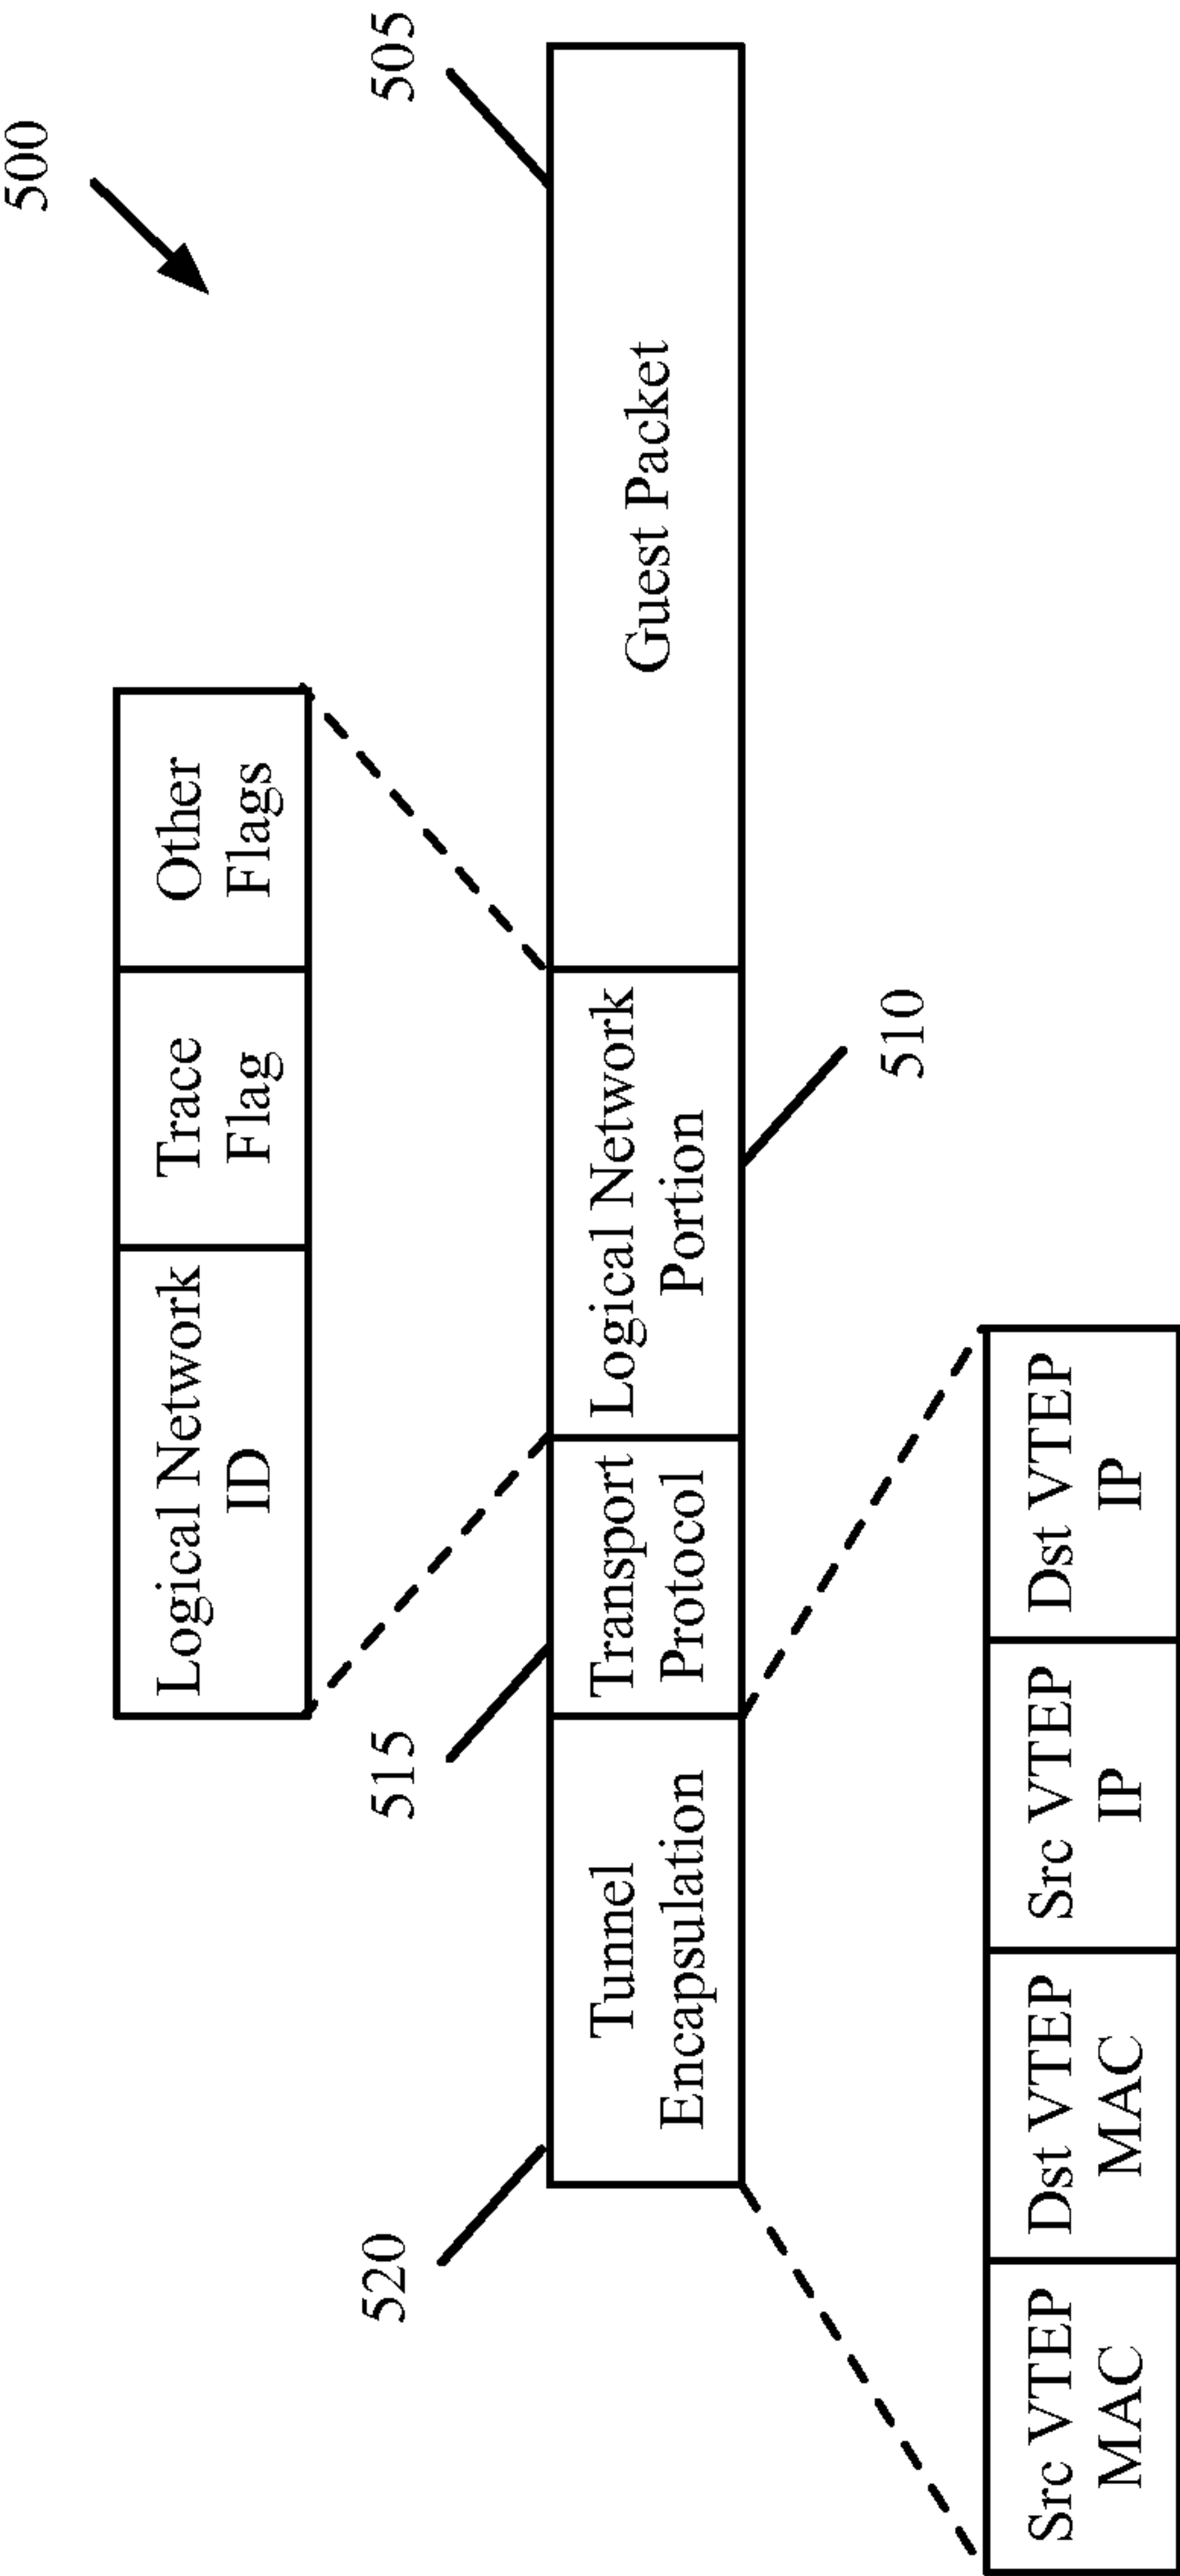 500
Logical Network
ID
Trace
Flag
Other
Flags
520
515
505
Tunnel
Encapsulation
Transport
Protocol
Logical Network
Portion
Guest Packet
510
Src VTEP
MAC
Dst VTEP
MAC
Src VTEP
IP
Dst VTEP
IP